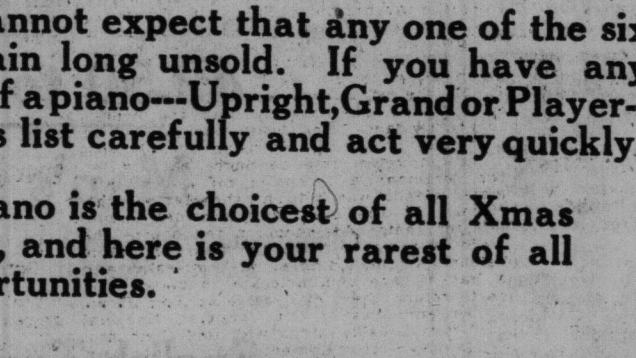 annot expect that any one of the six
ain long unsold. If you have any
f a piano---Upright, Grand or Player-
s list carefully and act very quickly
ano is the choicest of all Xmas
, and here is your rarest of all
rtunities.